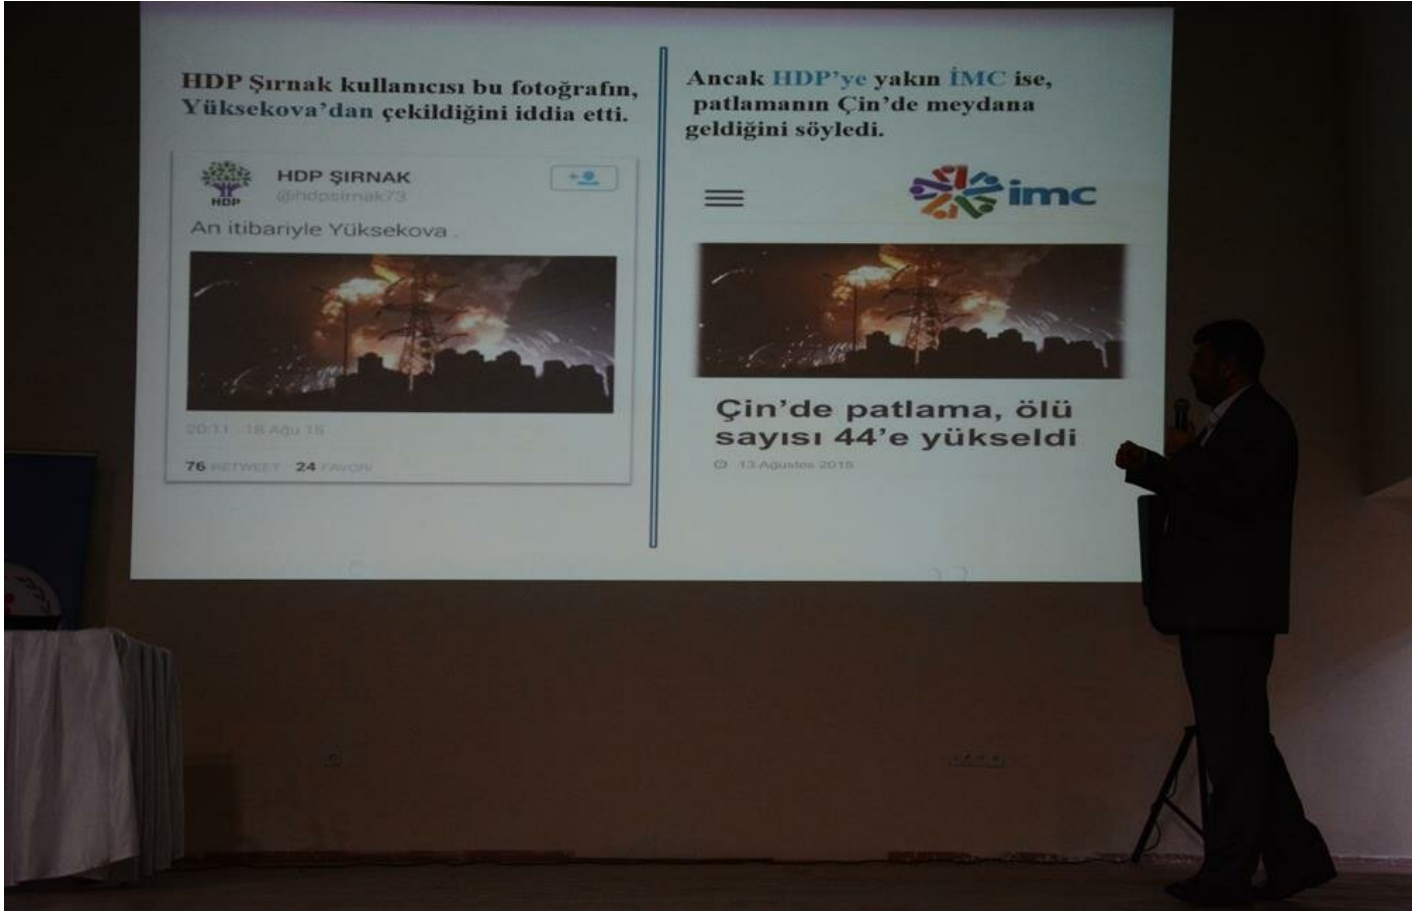 HDP Şırnak kullanıcısı bu fotoğrafın,
Yüksekova’dan çekildiğini iddia etti.
HDP
HDP ŞIRNAK
@hdpsirnak73
An itibariyle Yüksekova .
20:11 · 18 Ağu 15
76 RETWEET 24 FAVORİ
Ancak HDP’ye yakın İMC ise,
patlamanın Çin’de meydana
geldiğini söyledi.
imc
Çin’de patlama, ölü
sayısı 44’e yükseldi
13 Ağustos 2015